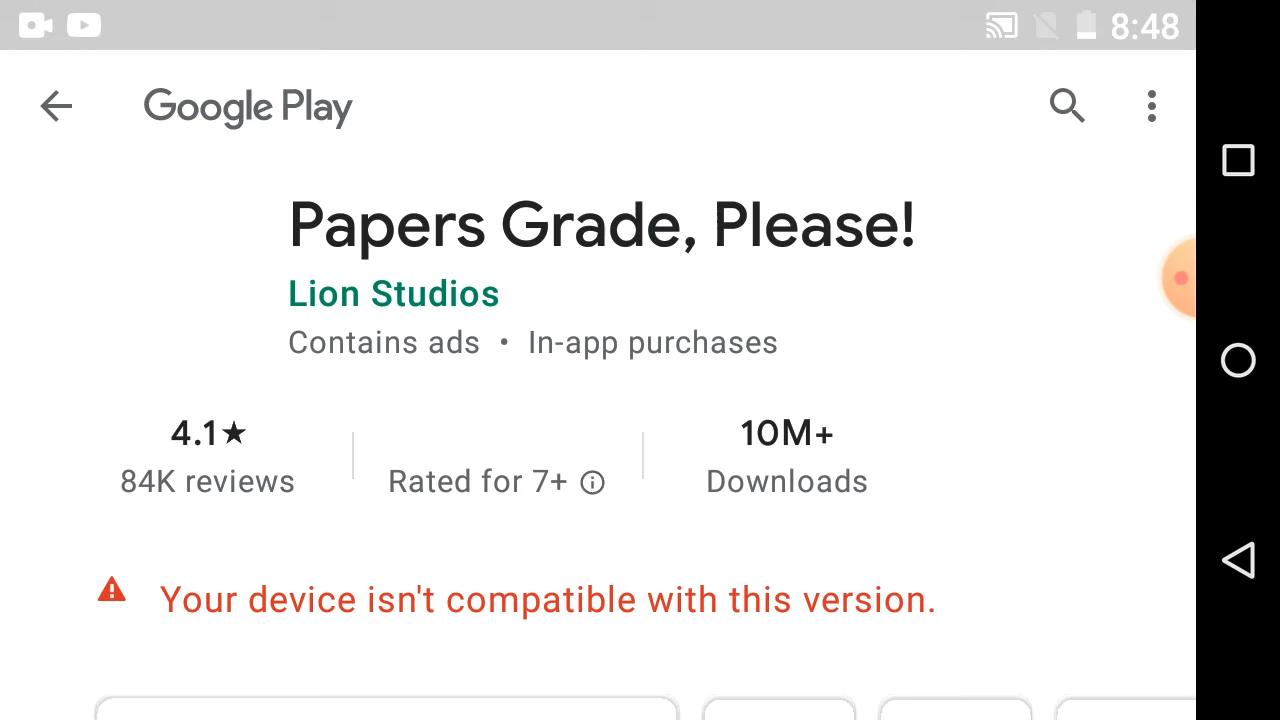 8:48
Google Play
Papers Grade, Please!
Lion Studios
Contains ads • In-app purchases
4.1★
84K reviews
Rated for 7+
10M+
Downloads
Your device isn't compatible with this version.